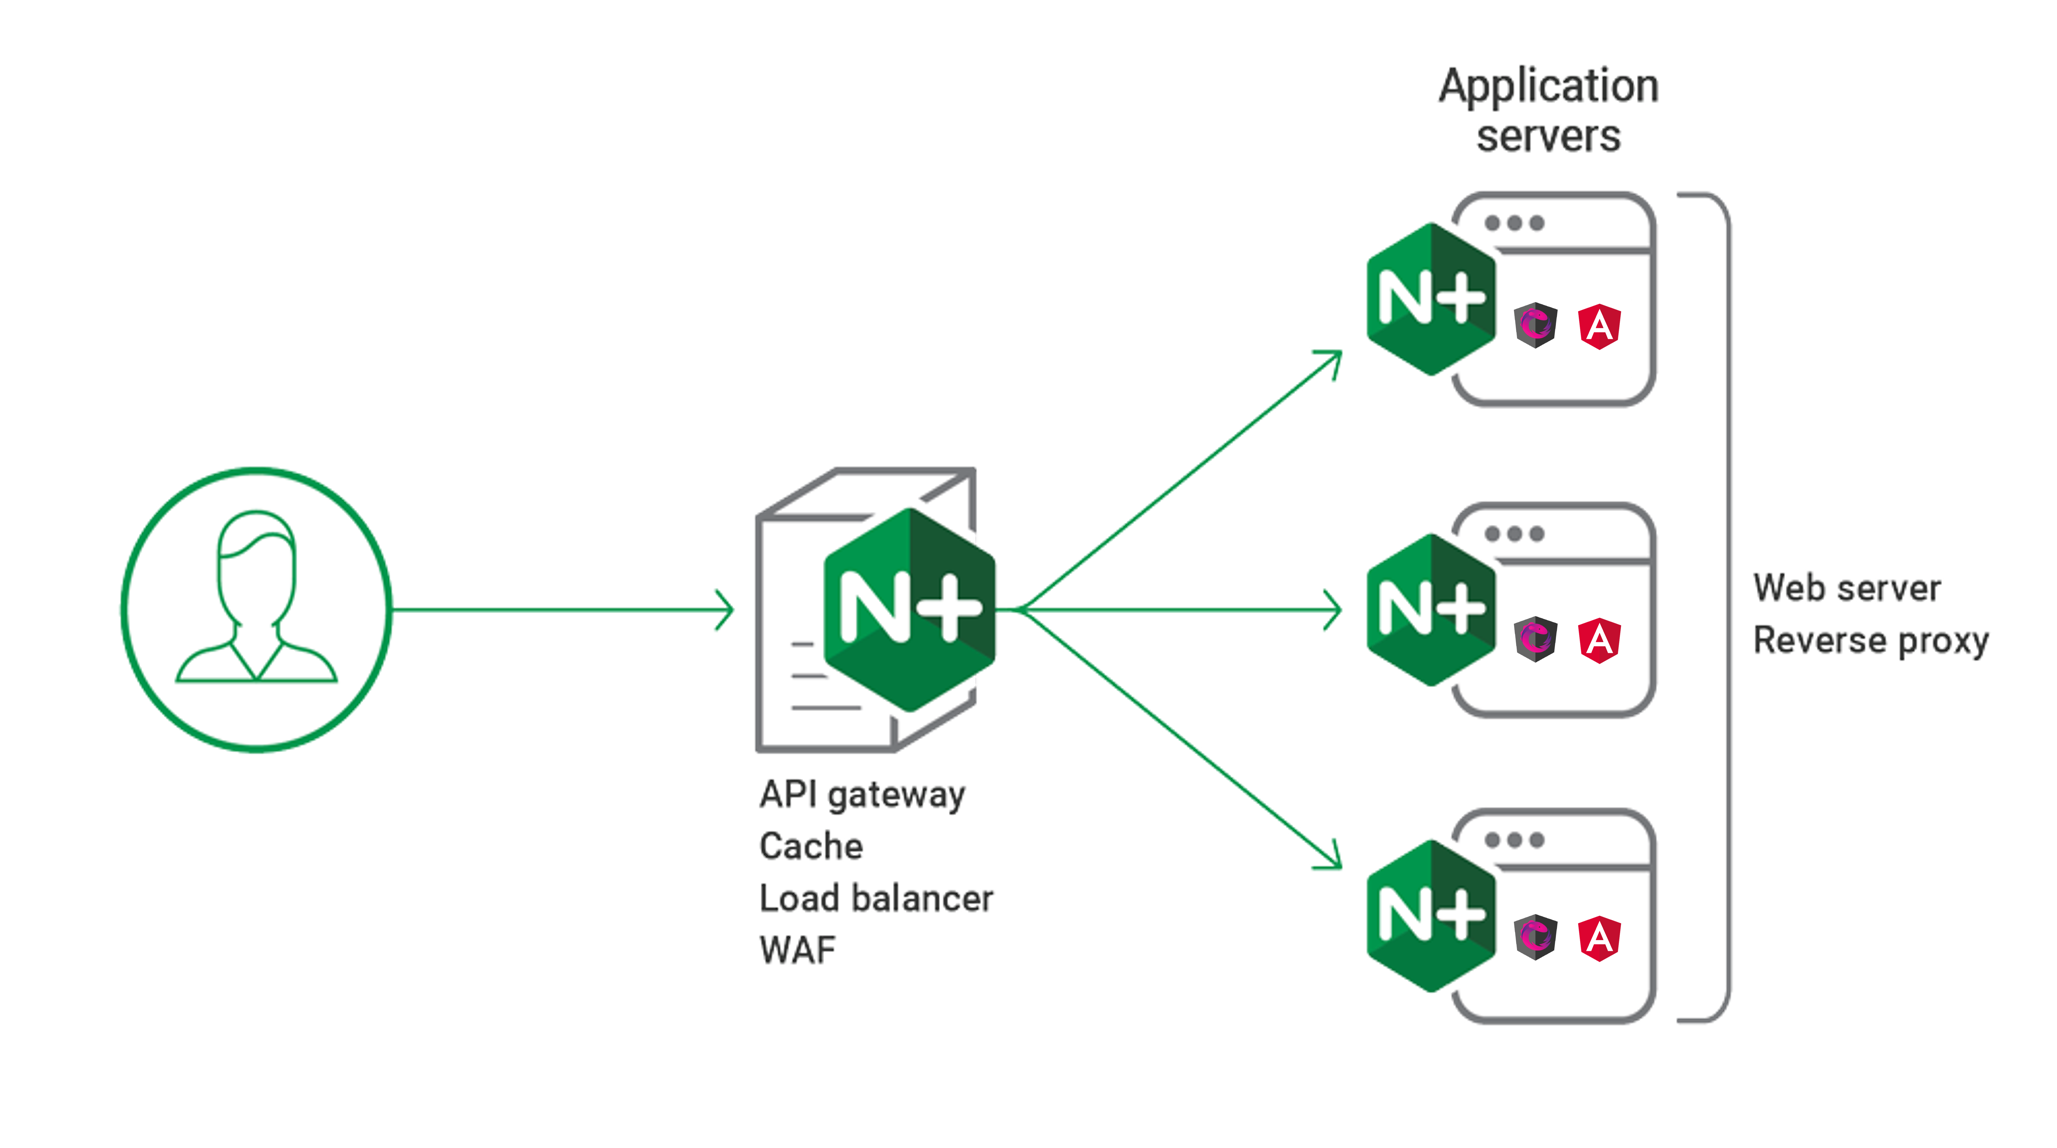 Application
servers
N+
N+
A
N+
N+
A
Web server
Reverse proxy
API gateway
Cache
Load balancer
WAF
N+
A